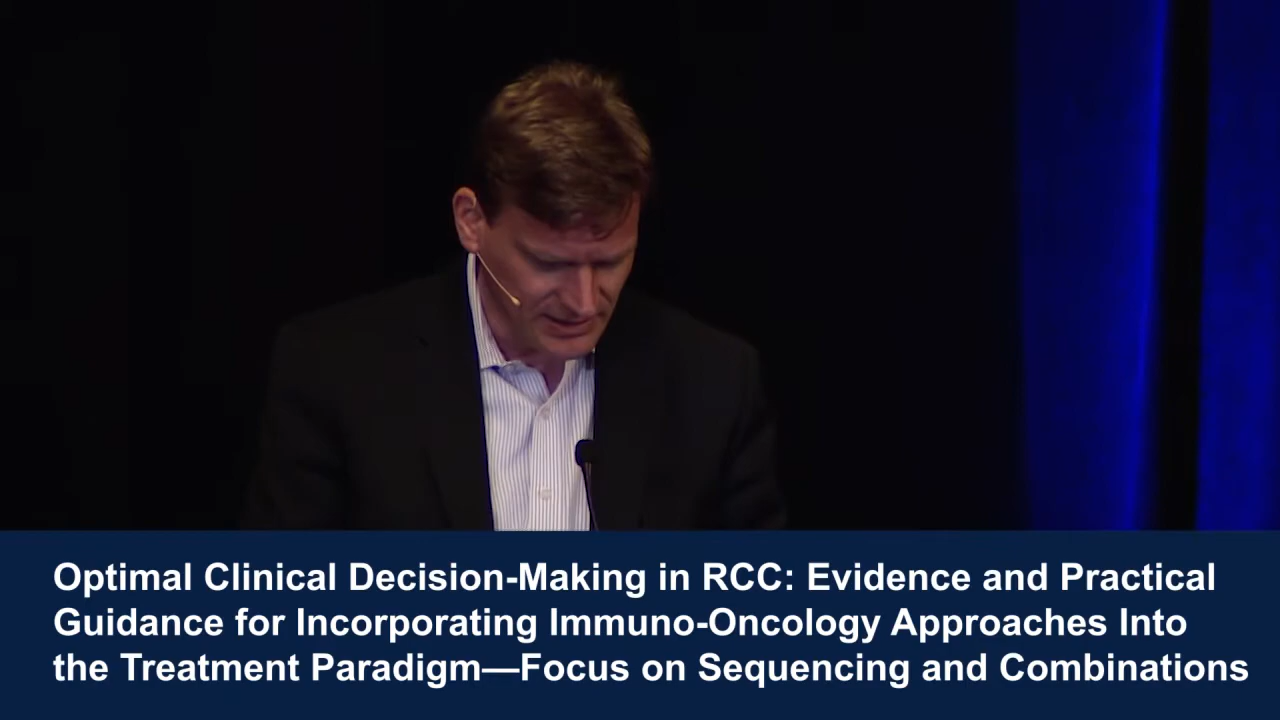 Optimal Clinical Decision-Making in RCC: Evidence and Practical
Guidance for Incorporating Immuno-Oncology Approaches Into
the Treatment Paradigm—Focus on Sequencing and Combinations